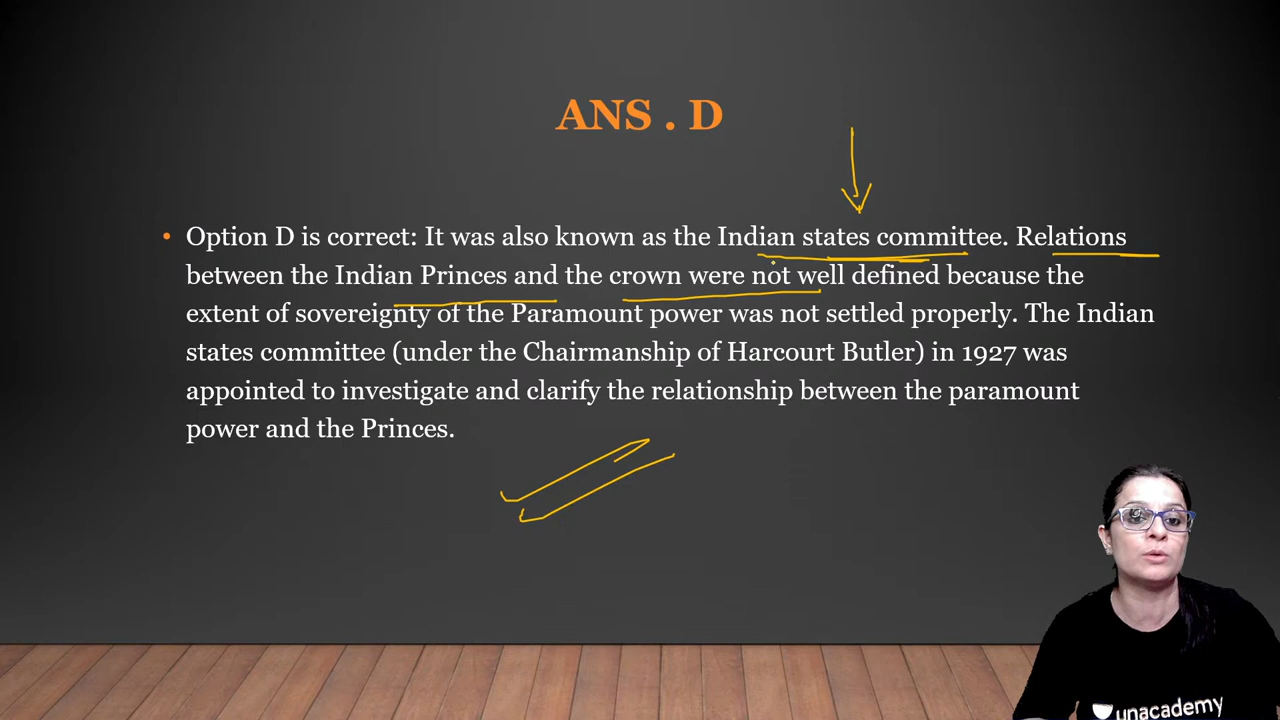 ANS . D
• Option D is correct: It was also known as the Indian states committee. Relations
between the Indian Princes and the crown were not well defined because the
extent of sovereignty of the Paramount power was not settled properly. The Indian
states committee (under the Chairmanship of Harcourt Butler) in 1927 was
appointed to investigate and clarify the relationship between the paramount
power and the Princes.
unacademy